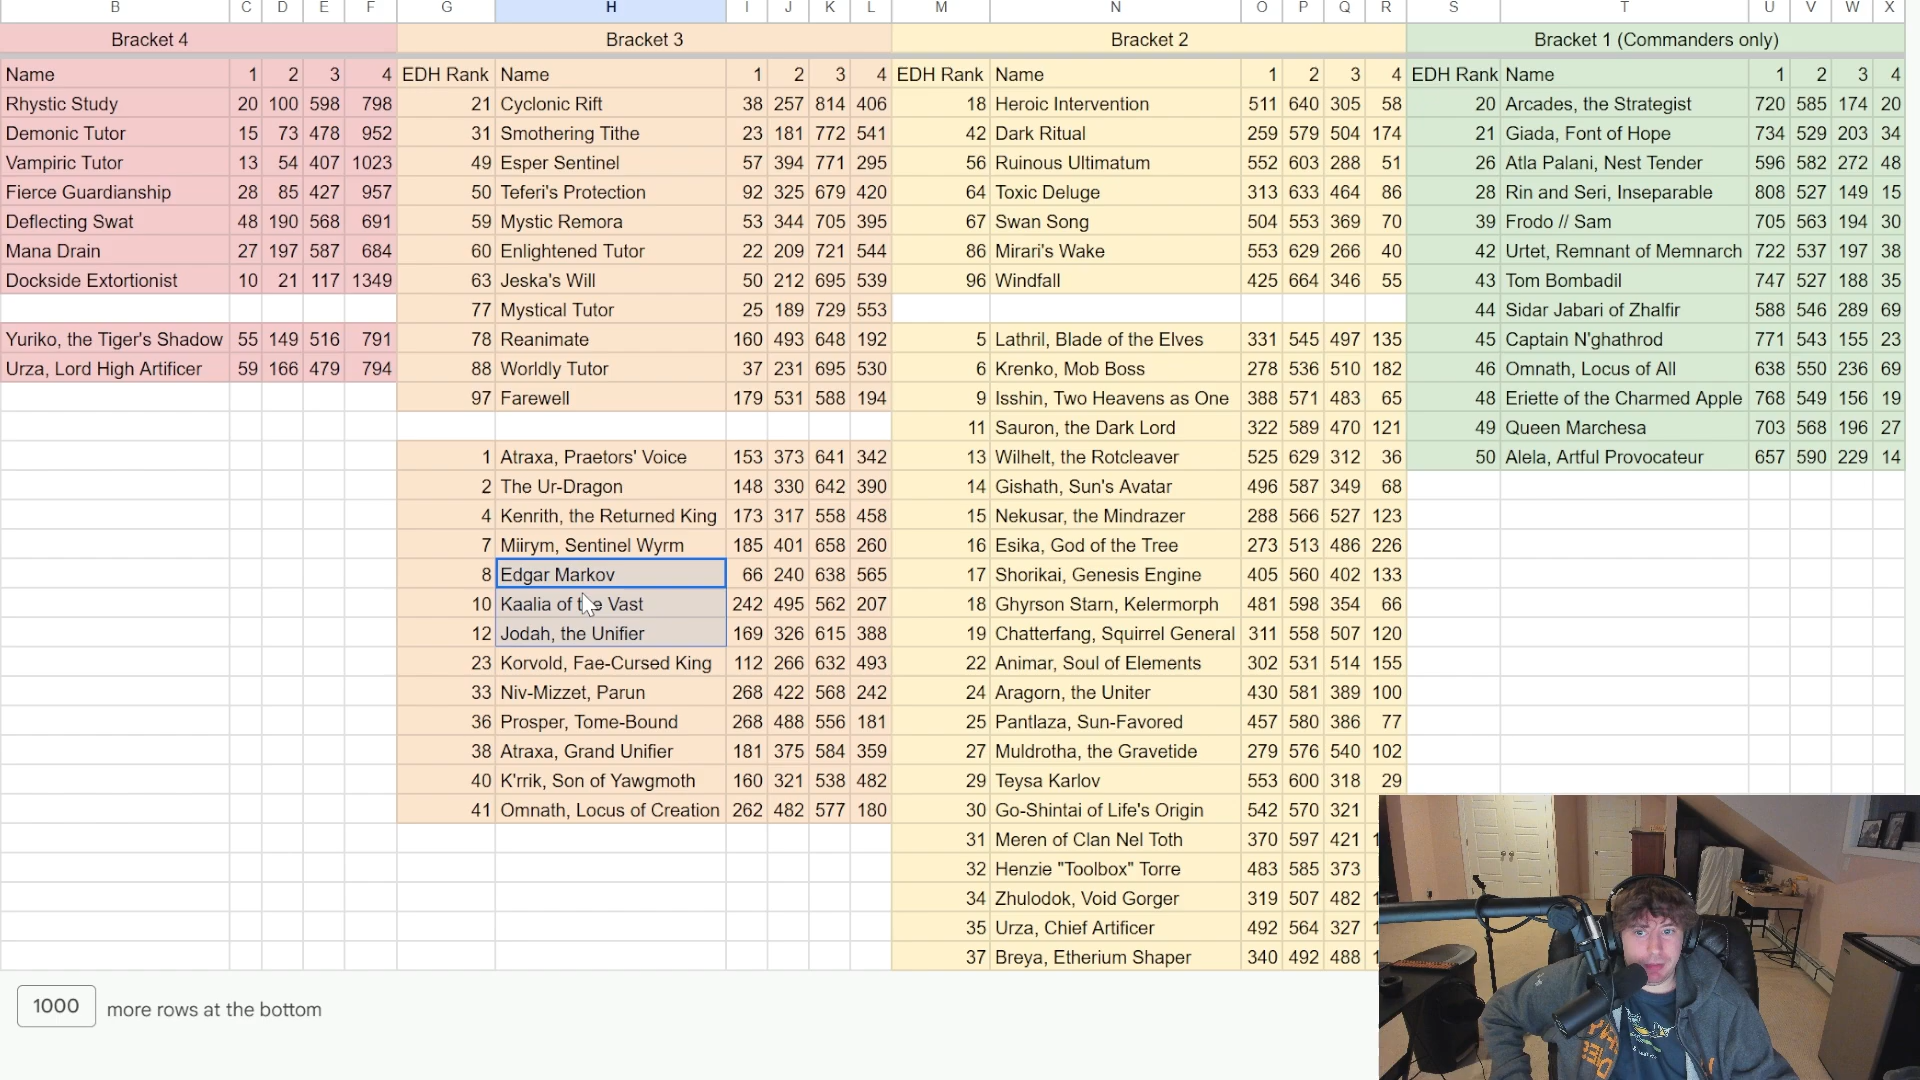 B C D E F G H I J K L M N O P Q R S T U V W X
Bracket 4 Bracket 3 Bracket 2 Bracket 1 (Commanders only)
Name 1 2 3 4 EDH Rank Name 1 2 3 4 EDH Rank Name 1 2 3 4 EDH Rank Name 1 2 3 4
Rhystic Study 20 100 598 798 21 Cyclonic Rift 38 257 814 406 18 Heroic Intervention 511 640 305 58 20 Arcades, the Strategist 720 585 174 20
Demonic Tutor 15 73 478 952 31 Smothering Tithe 23 181 772 541 42 Dark Ritual 259 579 504 174 21 Giada, Font of Hope 734 529 203 34
Vampiric Tutor 13 54 407 1023 49 Esper Sentinel 57 394 771 295 56 Ruinous Ultimatum 552 603 288 51 26 Atla Palani, Nest Tender 596 582 272 48
Fierce Guardianship 28 85 427 957 50 Teferi's Protection 92 325 679 420 64 Toxic Deluge 313 633 464 86 28 Rin and Seri, Inseparable 808 527 149 15
Deflecting Swat 48 190 568 691 59 Mystic Remora 53 344 705 395 67 Swan Song 504 553 369 70 39 Frodo // Sam 705 563 194 30
Mana Drain 27 197 587 684 60 Enlightened Tutor 22 209 721 544 86 Mirari's Wake 553 629 266 40 42 Urtet, Remnant of Memnarch 722 537 197 38
Dockside Extortionist 10 21 117 1349 63 Jeska's Will 50 212 695 539 96 Windfall 425 664 346 55 43 Tom Bombadil 747 527 188 35
77 Mystical Tutor 25 189 729 553 44 Sidar Jabari of Zhalfir 588 546 289 69
Yuriko, the Tiger's Shadow 55 149 516 791 78 Reanimate 160 493 648 192 5 Lathril, Blade of the Elves 331 545 497 135 45 Captain N'ghathrod 771 543 155 23
Urza, Lord High Artificer 59 166 479 794 88 Worldly Tutor 37 231 695 530 6 Krenko, Mob Boss 278 536 510 182 46 Omnath, Locus of All 638 550 236 69
97 Farewell 179 531 588 194 9 Isshin, Two Heavens as One 388 571 483 65 48 Eriette of the Charmed Apple 768 549 156 19
11 Sauron, the Dark Lord 322 589 470 121 49 Queen Marchesa 703 568 196 27
1 Atraxa, Praetors' Voice 153 373 641 342 13 Wilhelt, the Rotcleaver 525 629 312 36 50 Alela, Artful Provocateur 657 590 229 14
2 The Ur-Dragon 148 330 642 390 14 Gishath, Sun's Avatar 496 587 349 68
4 Kenrith, the Returned King 173 317 558 458 15 Nekusar, the Mindrazer 288 566 527 123
7 Miirym, Sentinel Wyrm 185 401 658 260 16 Esika, God of the Tree 273 513 486 226
8 Edgar Markov 66 240 638 565 17 Shorikai, Genesis Engine 405 560 402 133
10 Kaalia of the Vast 242 495 562 207 18 Ghyrson Starn, Kelermorph 481 598 354 66
12 Jodah, the Unifier 169 326 615 388 19 Chatterfang, Squirrel General 311 558 507 120
23 Korvold, Fae-Cursed King 112 266 632 493 22 Animar, Soul of Elements 302 531 514 155
33 Niv-Mizzet, Parun 268 422 568 242 24 Aragorn, the Uniter 430 581 389 100
36 Prosper, Tome-Bound 268 488 556 181 25 Pantlaza, Sun-Favored 457 580 386 77
38 Atraxa, Grand Unifier 181 375 584 359 27 Muldrotha, the Gravetide 279 576 540 102
40 K'rrik, Son of Yawgmoth 160 321 538 482 29 Teysa Karlov 553 600 318 29
41 Omnath, Locus of Creation 262 482 577 180 30 Go-Shintai of Life's Origin 542 570 321
31 Meren of Clan Nel Toth 370 597 421
32 Henzie "Toolbox" Torre 483 585 373
34 Zhulodok, Void Gorger 319 507 482
35 Urza, Chief Artificer 492 564 327
37 Breya, Etherium Shaper 340 492 488
1000 more rows at the bottom